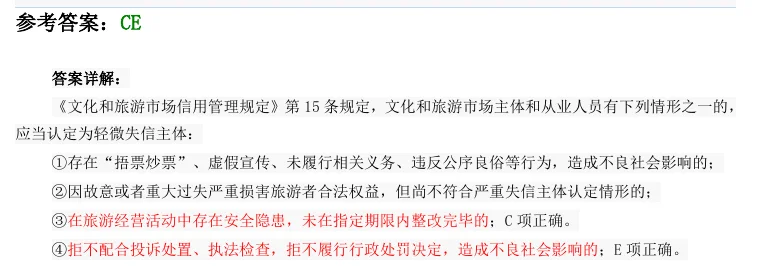 参考答案：CE
答案详解：
《文化和旅游市场信用管理规定》第 15 条规定，文化和旅游市场主体和从业人员有下列情形之一的，
应当认定为轻微失信主体：
①存在“捂票炒票”、虚假宣传、未履行相关义务、违反公序良俗等行为，造成不良社会影响的；
②因故意或者重大过失严重损害旅游者合法权益，但尚不符合严重失信主体认定情形的；
③在旅游经营活动中存在安全隐患，未在指定期限内整改完毕的；C 项正确。
④拒不配合投诉处置、执法检查，拒不履行行政处罚决定，造成不良社会影响的；E 项正确。